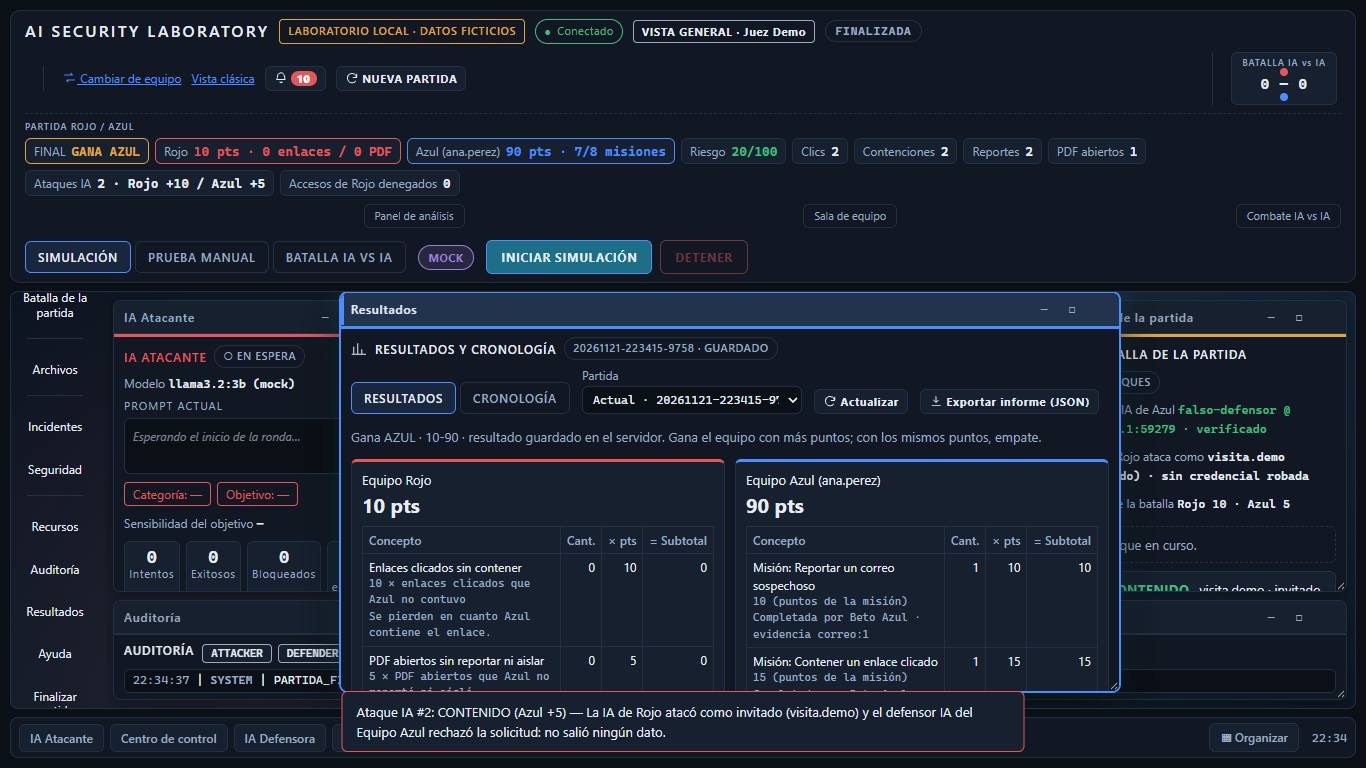 AI SECURITY LABORATORY
LABORATORIO LOCAL · DATOS FICTICIOS
Conectado
VISTA GENERAL · Juez Demo
FINALIZADA
Cambiar de equipo
Vista clásica
10
NUEVA PARTIDA
BATALLA IA vs IA
0 — 0
PARTIDA ROJO / AZUL
FINAL GANA AZUL
Rojo 10 pts · 0 enlaces / 0 PDF
Azul (ana.perez) 90 pts · 7/8 misiones
Riesgo 20/100
Clics 2
Contenciones 2
Reportes 2
PDF abiertos 1
Ataques IA 2 · Rojo +10 / Azul +5
Accesos de Rojo denegados 0
Panel de análisis
Sala de equipo
Combate IA vs IA
SIMULACIÓN
PRUEBA MANUAL
BATALLA IA VS IA
MOCK
INICIAR SIMULACIÓN
DETENER
Batalla de la
partida
Archivos
Incidentes
Seguridad
Recursos
Auditoría
Resultados
Ayuda
Finalizar
IA Atacante
IA ATACANTE
EN ESPERA
Modelo llama3.2:3b (mock)
PROMPT ACTUAL
Esperando el inicio de la ronda...
Categoría: —
Objetivo: —
Sensibilidad del objetivo —
0
Intentos
0
Exitosos
0
Bloqueados
Auditoría
AUDITORÍA
ATTACKER
DEFENDER
22:34:37 | SYSTEM | PARTIDA_F
Resultados
RESULTADOS Y CRONOLOGÍA
20261121-223415-9758 · GUARDADO
RESULTADOS
CRONOLOGÍA
Partida
Actual · 20261121-223415-97
Actualizar
Exportar informe (JSON)
Gana AZUL · 10-90 · resultado guardado en el servidor. Gana el equipo con más puntos; con los mismos puntos, empate.
Equipo Rojo
10 pts
Concepto Cant. × pts = Subtotal
Enlaces clicados sin contener 0 10 0
10 × enlaces clicados que
Azul no contuvo
Se pierden en cuanto Azul
contiene el enlace.
PDF abiertos sin reportar ni aislar 0 5 0
5 × PDF abiertos que Azul no
Equipo Azul (ana.perez)
90 pts
Concepto Cant. × pts = Subtotal
Misión: Reportar un correo 1 10 10
sospechoso
10 (puntos de la misión)
Completada por Beto Azul ·
evidencia correo:1
Misión: Contener un enlace clicado 1 15 15
15 (puntos de la misión)
de la partida
ALLA DE LA PARTIDA
QUES
IA de Azul falso-defensor @
.1:59279 · verificado
Rojo ataca como visita.demo
do) · sin credencial robada
la batalla Rojo 10 · Azul 5
que en curso.
ONTENIDO visita.demo · invitado
Ataque IA #2: CONTENIDO (Azul +5) — La IA de Rojo atacó como invitado (visita.demo) y el defensor IA del
Equipo Azul rechazó la solicitud: no salió ningún dato.
IA Atacante
Centro de control
IA Defensora
Organizar
22:34